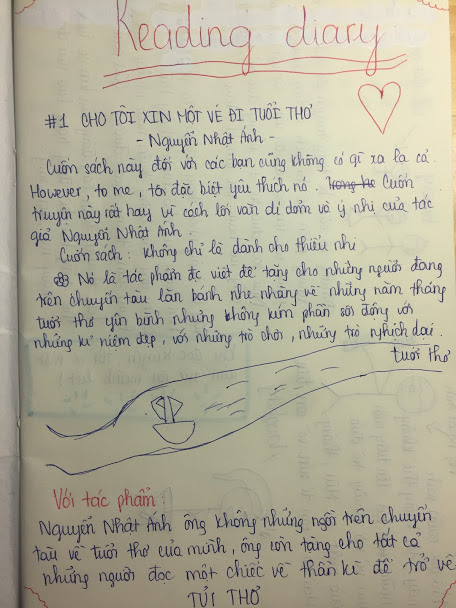 Reading diary
#1 CHO TÔI XIN MỘT VÉ ĐI TUỔI THƠ
- Nguyễn Nhật Ánh -
Cuốn sách này đối với các bạn cũng không có gì xa lạ cả.
However, to me, tôi đặc biệt yêu thích nó. Cuốn
truyện này rất hay vì cách lời văn dí dỏm và ý nhị của tác
giả Nguyễn Nhật Ánh.
Cuốn sách: không chỉ là dành cho thiếu nhi
Nó là tác phẩm đc viết để tặng cho những người đang
trên chuyến tàu lăn bánh nhẹ nhàng về những năm tháng
tuổi thơ yên bình nhưng không kém phần sôi động với
những kỉ niệm đẹp, với những trò chơi, những trò nghịch dại.
tuổi thơ
Với tác phẩm:
Nguyễn Nhật Ánh ông không những ngồi trên chuyến
tàu về tuổi thơ của mình, ông còn tặng cho tất cả
những người đọc một chiếc vé thần kì để trở về
TUỔI THƠ